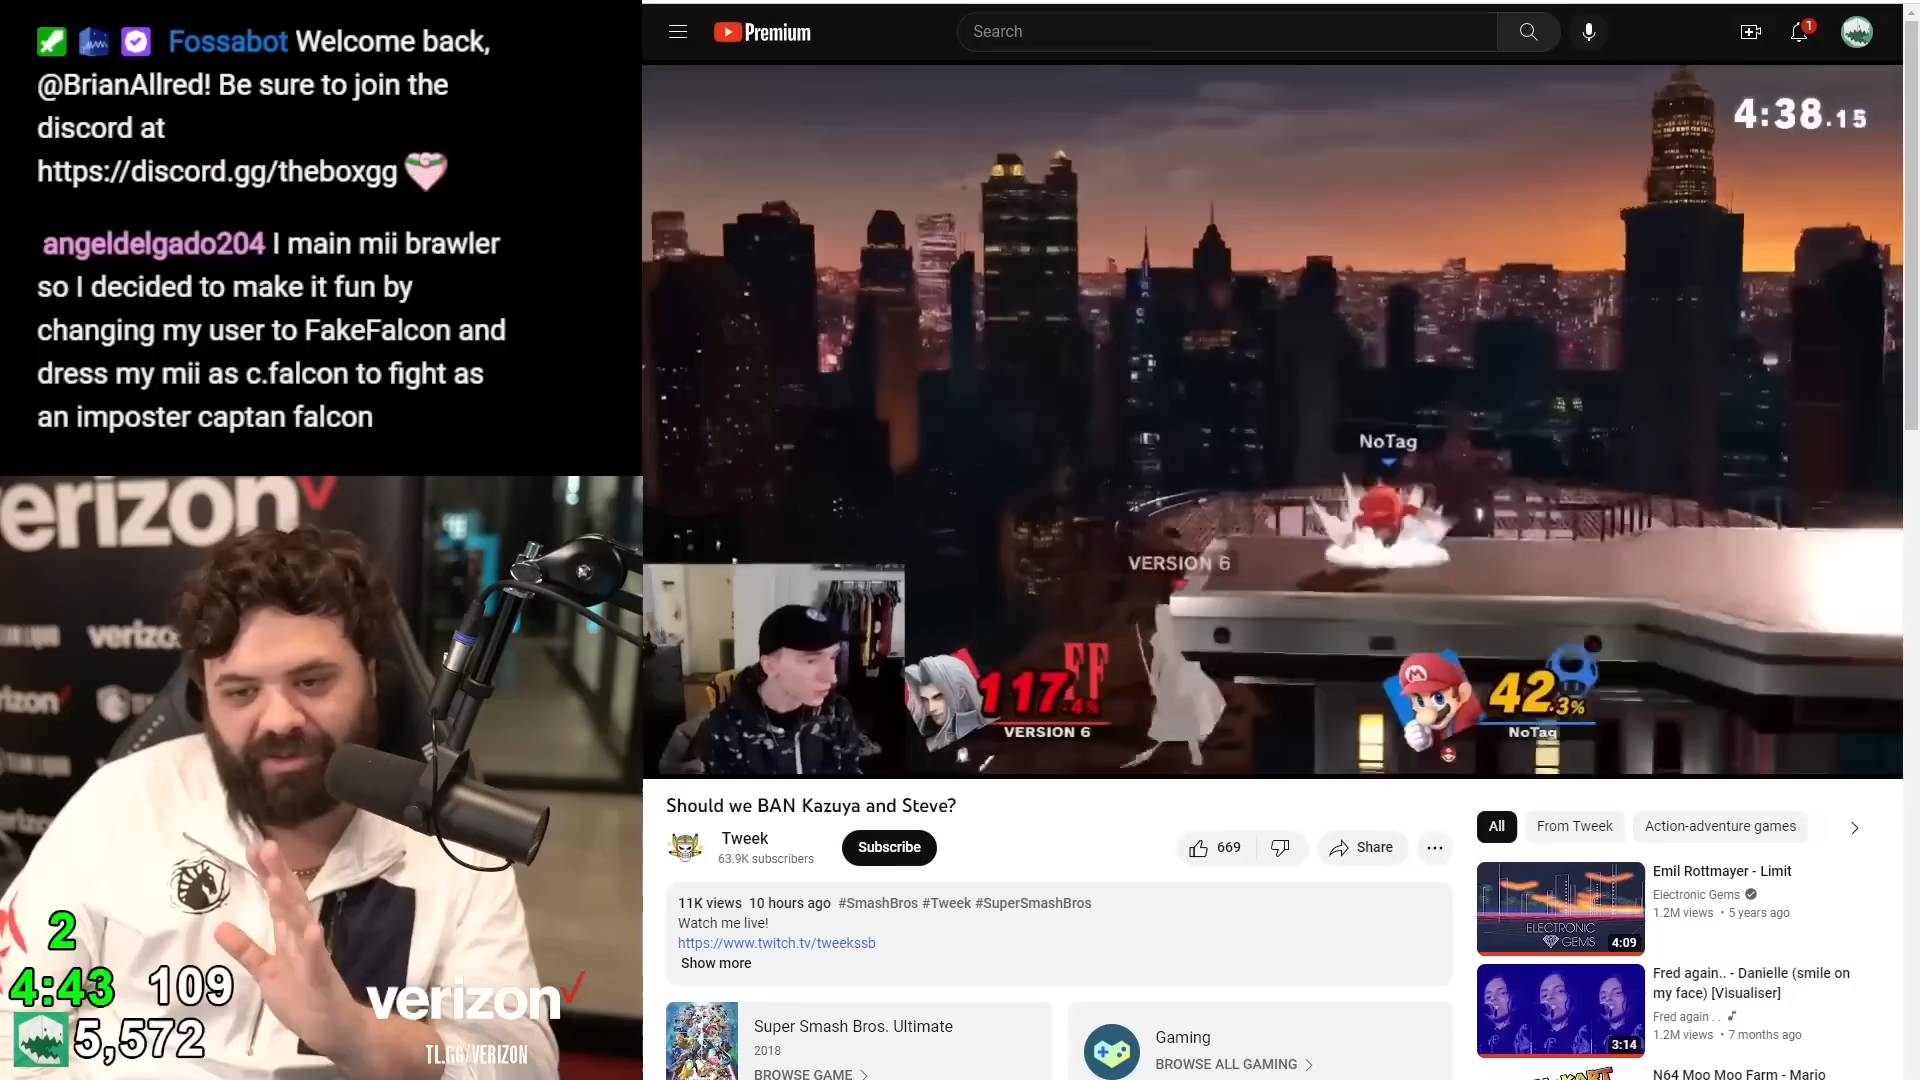 Fossabot Welcome back,
@BrianAllred! Be sure to join the
discord at
https://discord.gg/theboxgg
angeldelgado204 I main mii brawler
so I decided to make it fun by
changing my user to FakeFalcon and
dress my mii as c.falcon to fight as
an imposter captan falcon
erizon
verizo
rizon
2
4:43 109
5,572
verizon
TL.GG/VERIZON
Premium
Search
1
4:38.15
NoTag
VERSION 6
117.4%
VERSION 6
42.3%
NoTag
Should we BAN Kazuya and Steve?
Tweek
63.9K subscribers
Subscribe
669
Share
11K views 10 hours ago #SmashBros #Tweek #SuperSmashBros
Watch me live!
https://www.twitch.tv/tweekssb
Show more
Super Smash Bros. Ultimate
2018
BROWSE GAME
Gaming
BROWSE ALL GAMING
All
From Tweek
Action-adventure games
ELECTRONIC
GEMS
4:09
Emil Rottmayer - Limit
Electronic Gems
1.2M views • 5 years ago
3:14
Fred again.. - Danielle (smile on
my face) [Visualiser]
Fred again . .
1.2M views • 7 months ago
N64 Moo Moo Farm - Mario